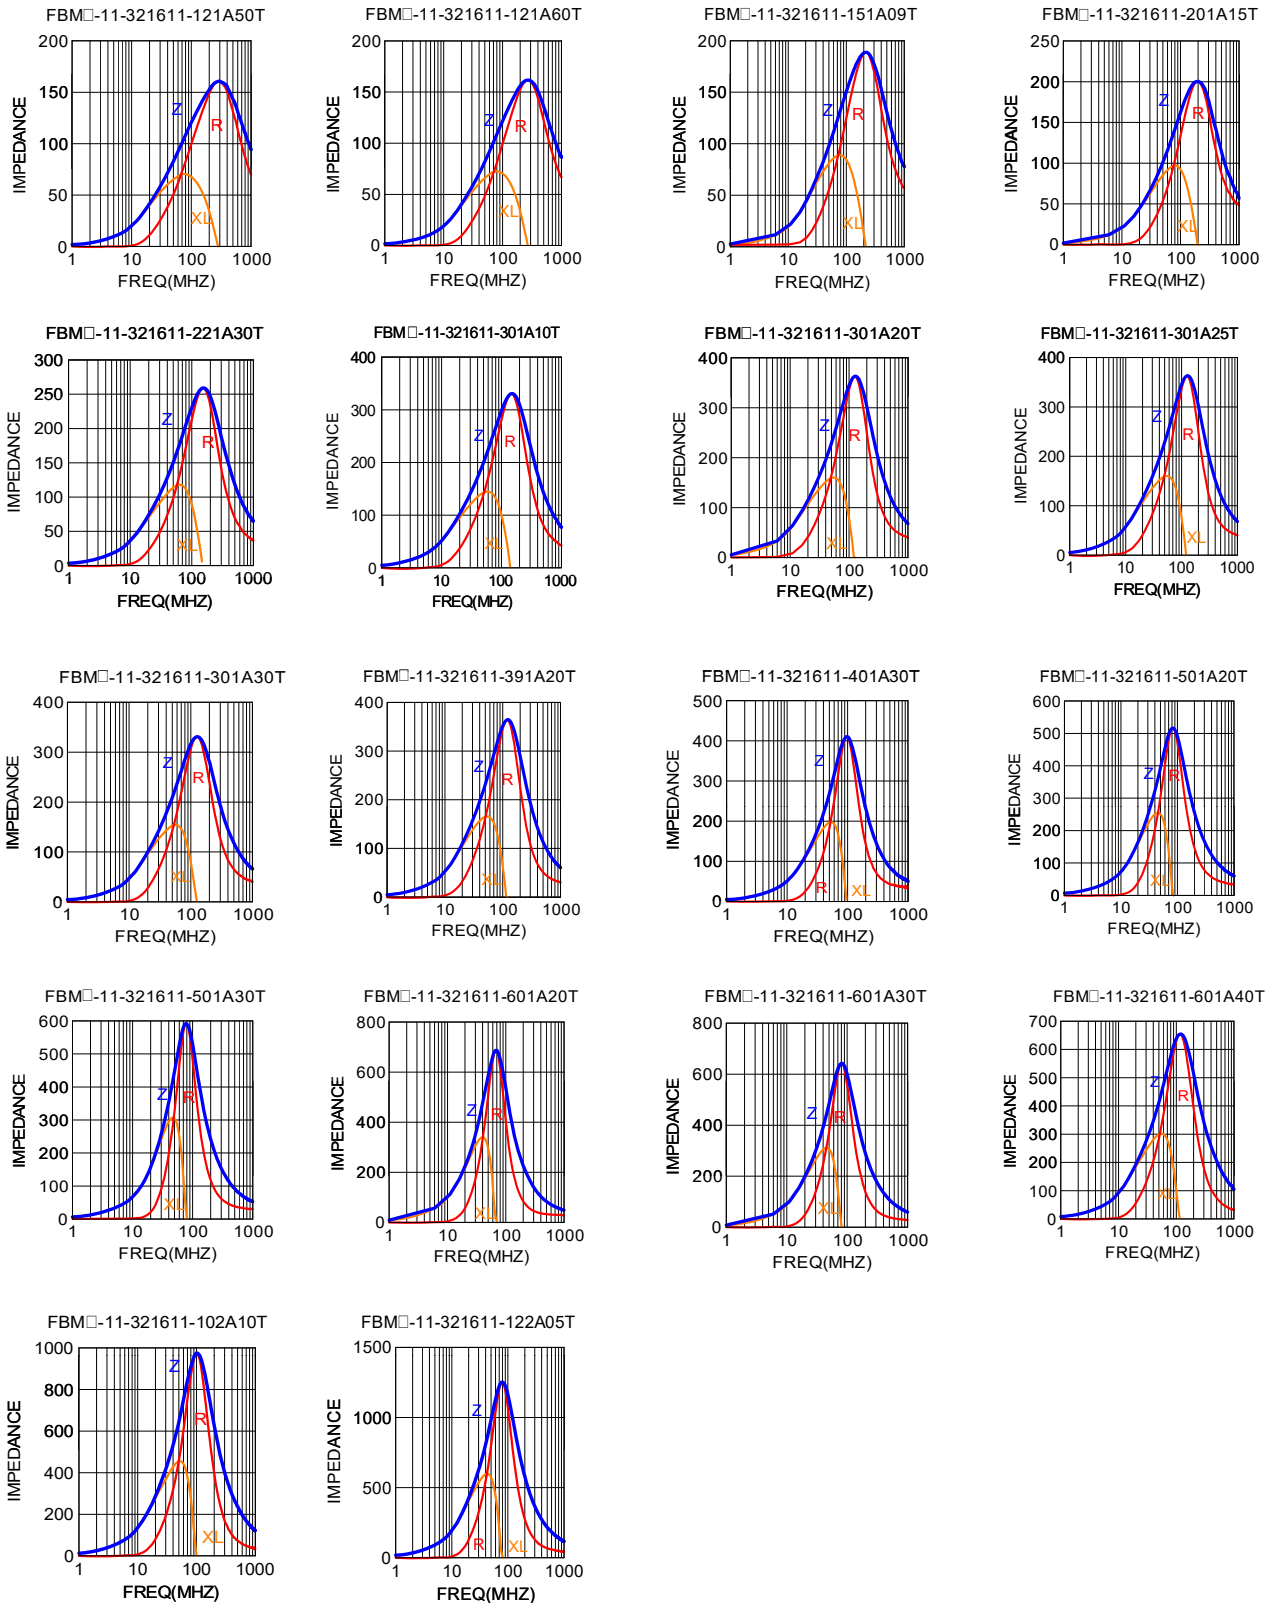 FBM□-11-321611-121A50T
200
150
100
50
0
1 10 100 1000
IMPEDANCE
FREQ(MHZ)
Z
R
XL
FBM□-11-321611-121A60T
200
150
100
50
0
1 10 100 1000
IMPEDANCE
FREQ(MHZ)
Z
R
XL
FBM□-11-321611-151A09T
200
150
100
50
0
1 10 100 1000
IMPEDANCE
FREQ(MHZ)
Z
R
XL
FBM□-11-321611-201A15T
250
200
150
100
50
0
1 10 100 1000
IMPEDANCE
FREQ(MHZ)
Z
R
XL
FBM□-11-321611-221A30T
300
250
200
150
100
50
0
1 10 100 1000
IMPEDANCE
FREQ(MHZ)
Z
R
XL
FBM□-11-321611-301A10T
400
300
200
100
0
1 10 100 1000
IMPEDANCE
FREQ(MHZ)
Z
R
XL
FBM□-11-321611-301A20T
400
300
200
100
0
1 10 100 1000
IMPEDANCE
FREQ(MHZ)
Z
R
XL
FBM□-11-321611-301A25T
400
300
200
100
0
1 10 100 1000
IMPEDANCE
FREQ(MHZ)
Z
R
XL
FBM□-11-321611-301A30T
400
300
200
100
0
1 10 100 1000
IMPEDANCE
FREQ(MHZ)
Z
R
XL
FBM□-11-321611-391A20T
400
300
200
100
0
1 10 100 1000
IMPEDANCE
FREQ(MHZ)
Z
R
XL
FBM□-11-321611-401A30T
500
400
300
200
100
0
1 10 100 1000
IMPEDANCE
FREQ(MHZ)
Z
R
XL
FBM□-11-321611-501A20T
600
500
400
300
200
100
0
1 10 100 1000
IMPEDANCE
FREQ(MHZ)
Z
R
XL
FBM□-11-321611-501A30T
600
500
400
300
200
100
0
1 10 100 1000
IMPEDANCE
FREQ(MHZ)
Z
R
XL
FBM□-11-321611-601A20T
800
600
400
200
0
1 10 100 1000
IMPEDANCE
FREQ(MHZ)
Z
R
XL
FBM□-11-321611-601A30T
800
600
400
200
0
1 10 100 1000
IMPEDANCE
FREQ(MHZ)
Z
R
XL
FBM□-11-321611-601A40T
700
600
500
400
300
200
100
0
1 10 100 1000
IMPEDANCE
FREQ(MHZ)
Z
R
XL
FBM□-11-321611-102A10T
1000
800
600
400
200
0
1 10 100 1000
IMPEDANCE
FREQ(MHZ)
Z
R
XL
FBM□-11-321611-122A05T
1500
1000
500
0
1 10 100 1000
IMPEDANCE
FREQ(MHZ)
Z
R
XL